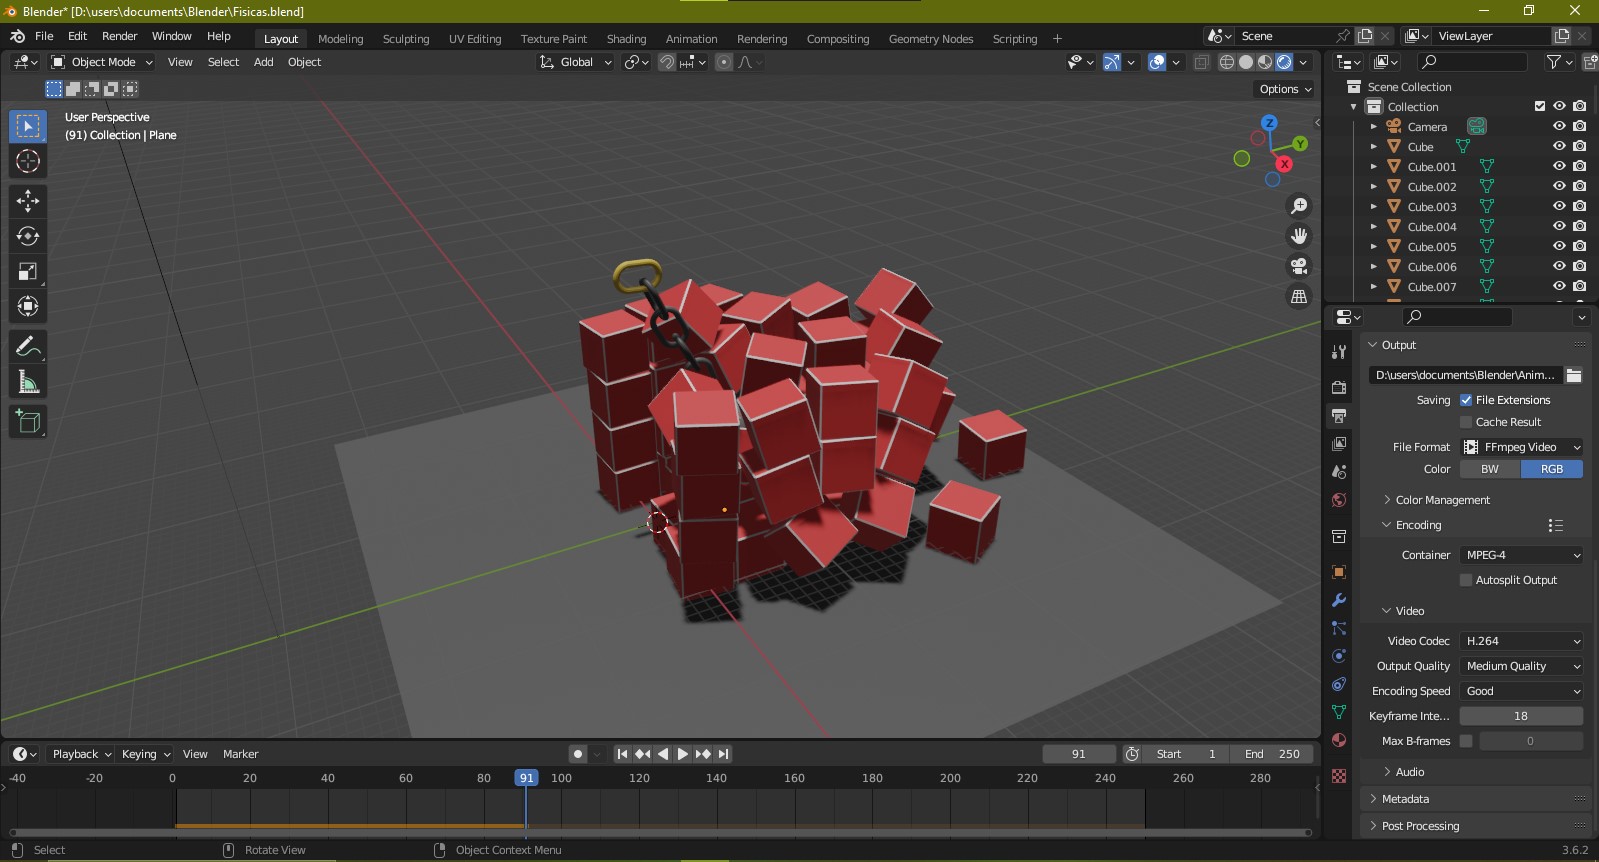 Blender* [D:\users\documents\Blender\Fisicas.blend]
File Edit Render Window Help
Layout Modeling Sculpting UV Editing Texture Paint Shading Animation Rendering Compositing Geometry Nodes Scripting +
Scene
ViewLayer
Object Mode View Select Add Object
Global
Options
User Perspective
(91) Collection | Plane
Z
Y
X
Scene Collection
Collection
Camera
Cube
Cube.001
Cube.002
Cube.003
Cube.004
Cube.005
Cube.006
Cube.007
Output
D:\users\documents\Blender\Anim...
Saving File Extensions
Cache Result
File Format FFmpeg Video
Color BW RGB
Color Management
Encoding
Container MPEG-4
Autosplit Output
Video
Video Codec H.264
Output Quality Medium Quality
Encoding Speed Good
Keyframe Inte... 18
Max B-frames 0
Audio
Metadata
Post Processing
Playback Keying View Marker
91
Start 1
End 250
-40 -20 0 20 40 60 80 91 100 120 140 160 180 200 220 240 260 280
Select Rotate View Object Context Menu
3.6.2